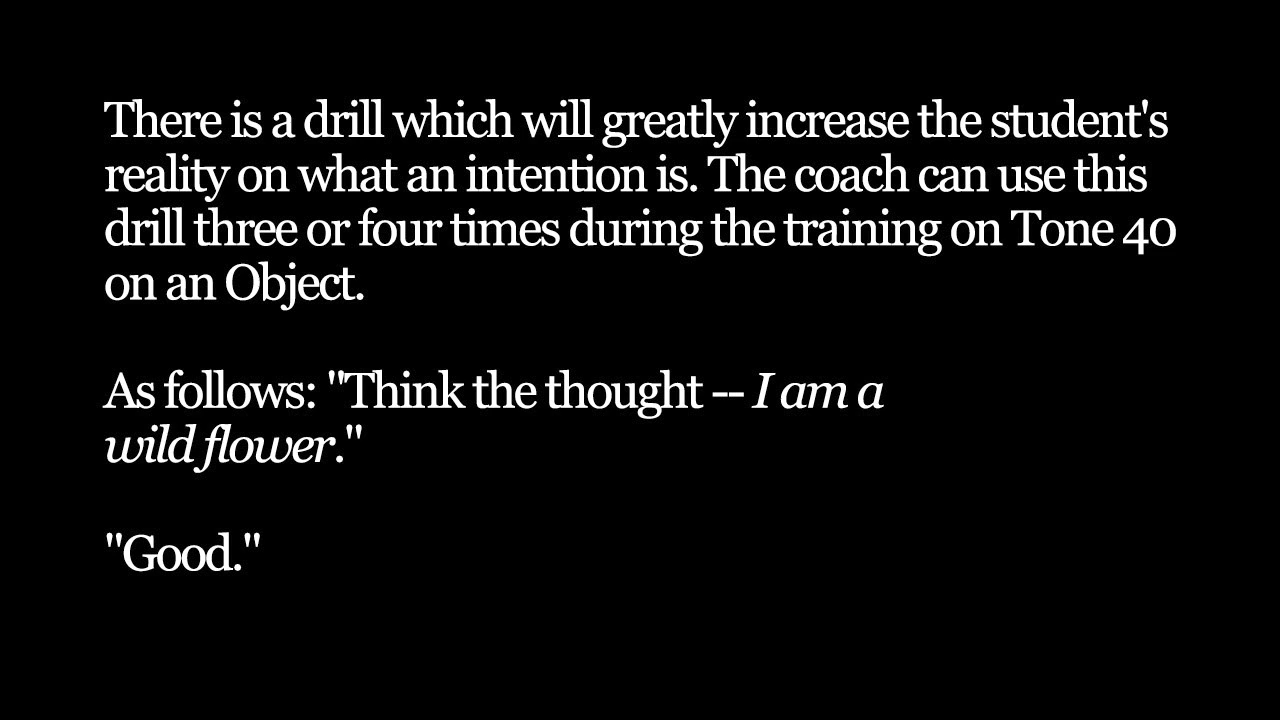 There is a drill which will greatly increase the student's
reality on what an intention is. The coach can use this
drill three or four times during the training on Tone 40
on an Object.
As follows: "Think the thought -- I am a
wild flower."
"Good."